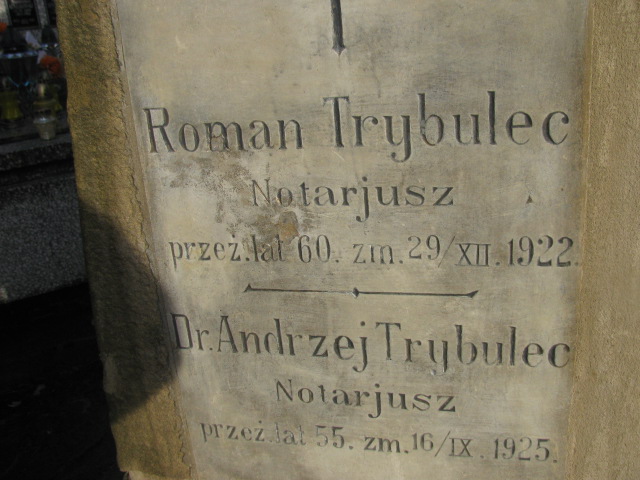 Roman Trybulec
Notarjusz
przeż. lat 60. zm. 29/XII. 1922.
Dr. Andrzej Trybulec
Notarjusz
przeż. lat 55. zm. 16/IX. 1925.